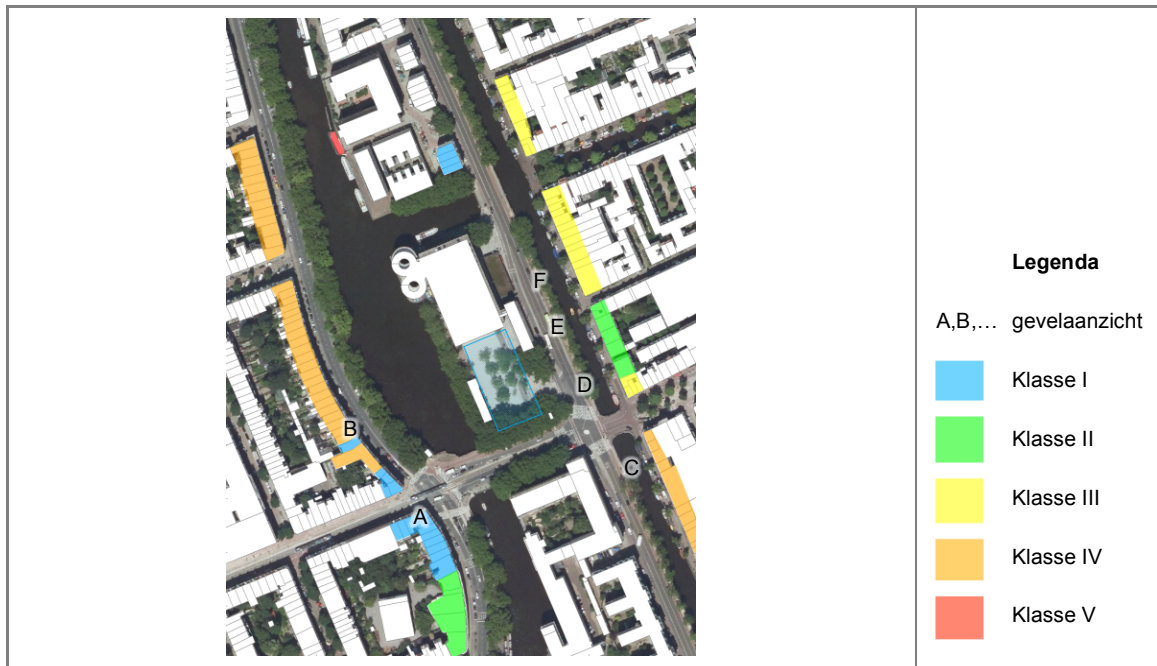 F
E
D
B
C
A
Legenda
A,B,... gevelaanzicht
Klasse I
Klasse II
Klasse III
Klasse IV
Klasse V